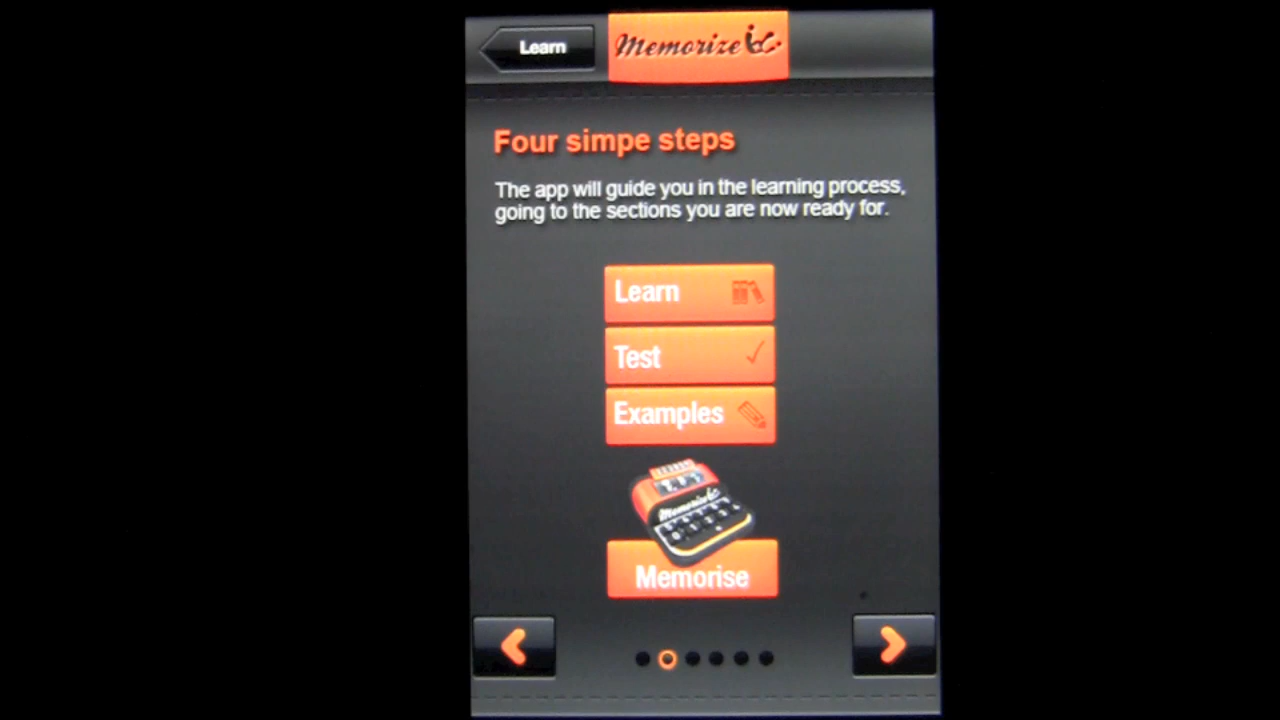 Learn
Memorize
Four simpe steps
The app will guide you in the learning process,
going to the sections you are now ready for.
Learn
Test
Examples
Memorise